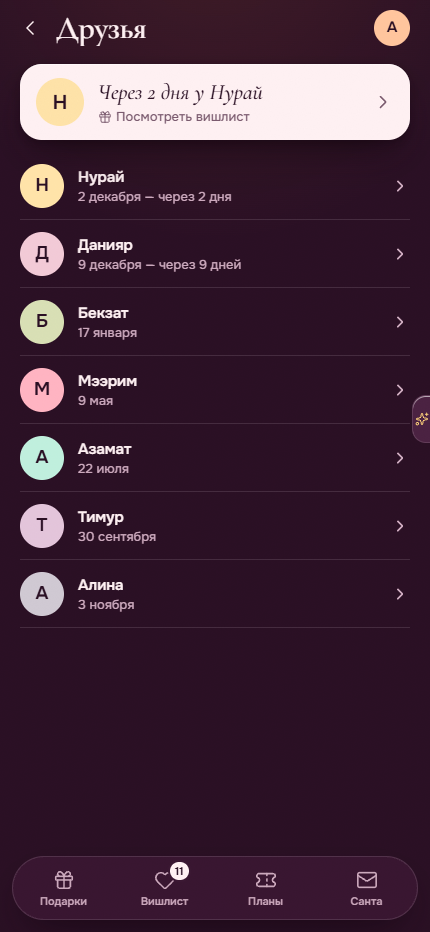 Друзья
А
Н
Через 2 дня у Нурай
Посмотреть вишлист
Н
Нурай
2 декабря — через 2 дня
Д
Данияр
9 декабря — через 9 дней
Б
Бекзат
17 января
М
Мээрим
9 мая
А
Азамат
22 июля
Т
Тимур
30 сентября
А
Алина
3 ноября
11
Подарки
Вишлист
Планы
Санта